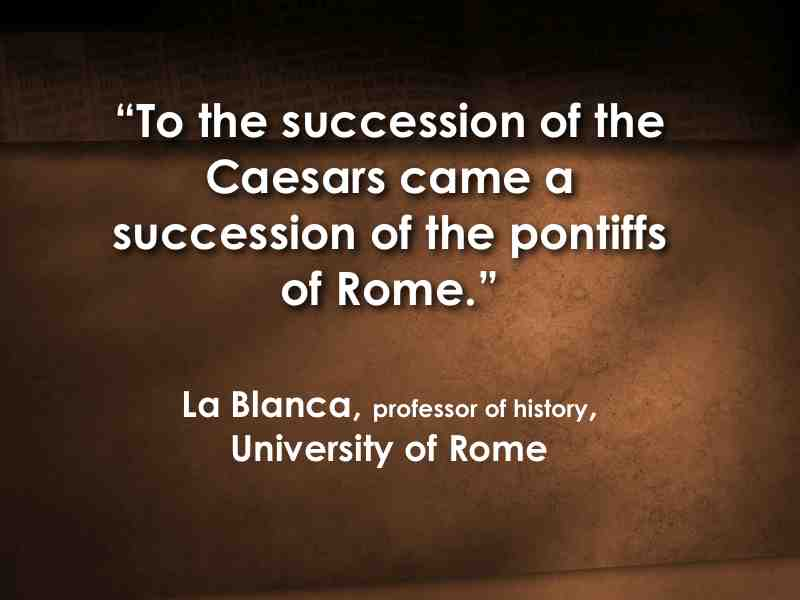 “To the succession of the
Caesars came a
succession of the pontiffs
of Rome.”
La Blanca, professor of history,
University of Rome